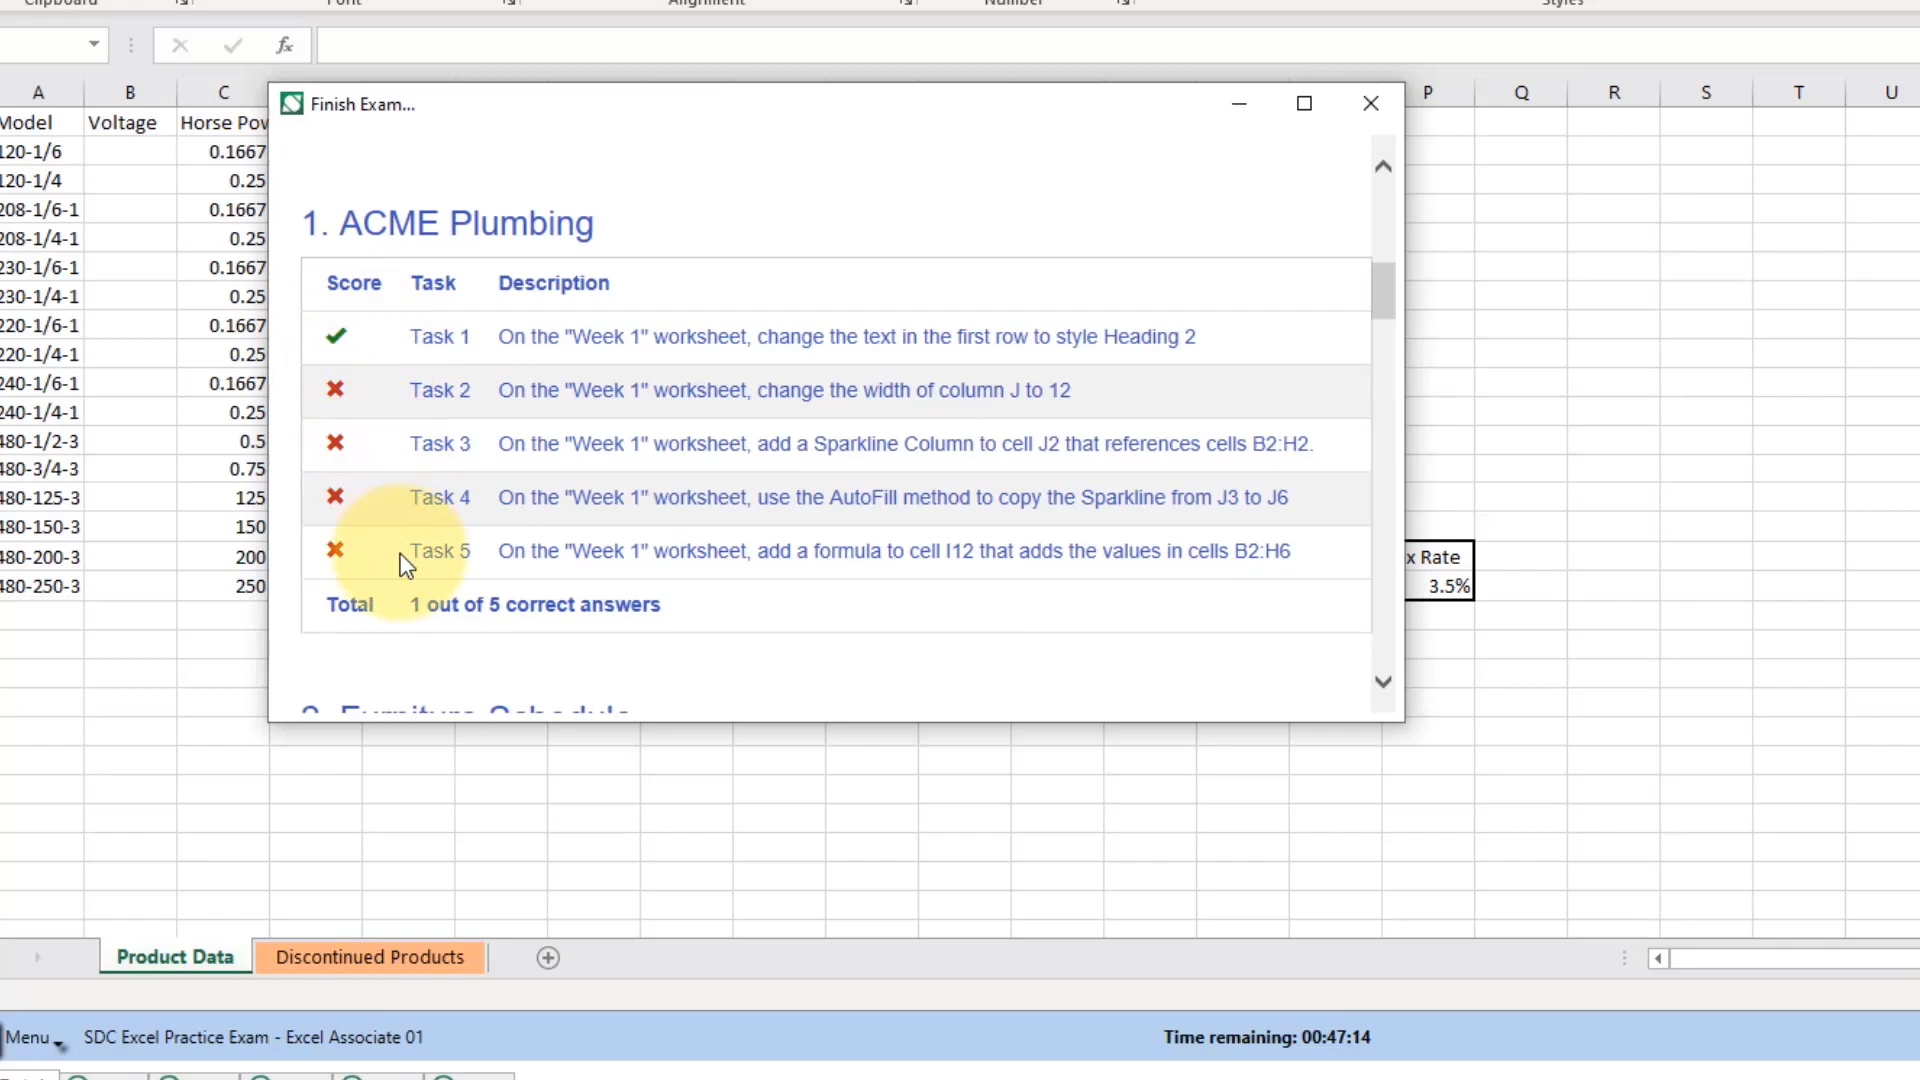 Clipboard Font Alignment Number Styles
fx
A B C P Q R S T U
Finish Exam...
Model Voltage Horse Pow
120-1/6 0.1667
120-1/4 0.25
208-1/6-1 0.1667
208-1/4-1 0.25
230-1/6-1 0.1667
230-1/4-1 0.25
220-1/6-1 0.1667
220-1/4-1 0.25
240-1/6-1 0.1667
240-1/4-1 0.25
480-1/2-3 0.5
480-3/4-3 0.75
480-125-3 125
480-150-3 150
480-200-3 200
480-250-3 250
1. ACME Plumbing
Score Task Description
Task 1 On the "Week 1" worksheet, change the text in the first row to style Heading 2
Task 2 On the "Week 1" worksheet, change the width of column J to 12
Task 3 On the "Week 1" worksheet, add a Sparkline Column to cell J2 that references cells B2:H2.
Task 4 On the "Week 1" worksheet, use the AutoFill method to copy the Sparkline from J3 to J6
Task 5 On the "Week 1" worksheet, add a formula to cell I12 that adds the values in cells B2:H6
Total 1 out of 5 correct answers
2. Furniture Schedule
x Rate
3.5%
Product Data Discontinued Products
Menu SDC Excel Practice Exam - Excel Associate 01 Time remaining: 00:47:14